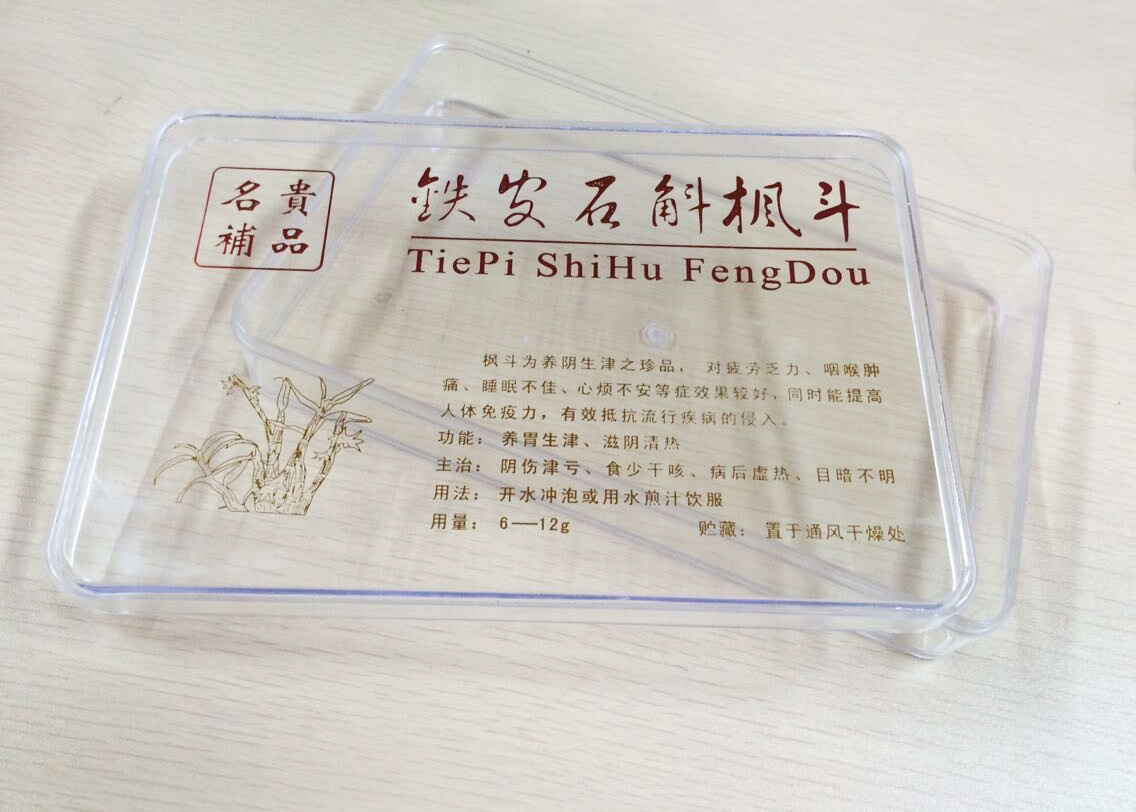 名貴
補品
鉄皮石斛枫斗
TiePi ShiHu FengDou
枫斗为养阴生津之珍品，对疲劳乏力、咽喉肿
痛、睡眠不佳、心烦不安等症效果较好，同时能提高
人体免疫力，有效抵抗流行疾病的侵入。
功能：养胃生津、滋阴清热
主治：阴伤津亏、食少干咳、病后虚热、目暗不明
用法：开水冲泡或用水煎汁饮服
用量：6—12g 贮藏：置于通风干燥处